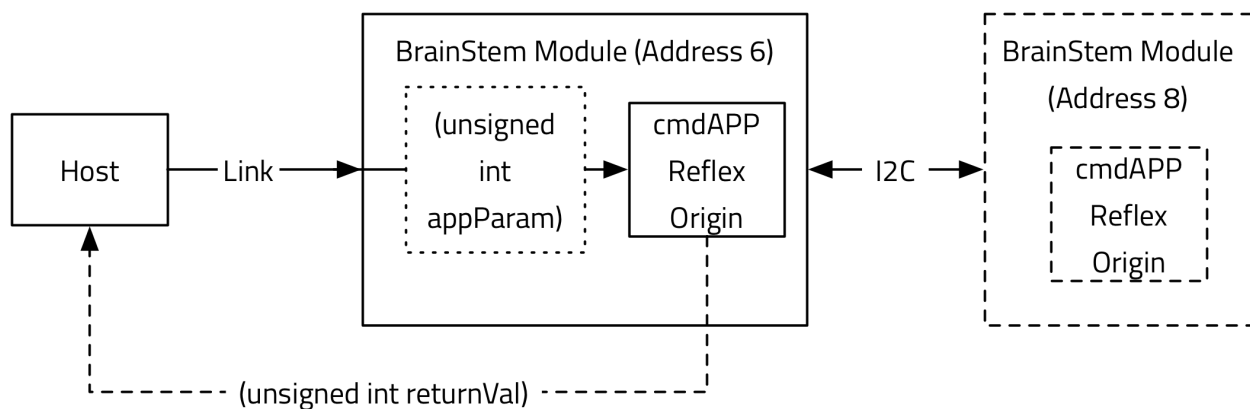 Host
Link
BrainStem Module (Address 6)
(unsigned
int
appParam)
cmdAPP
Reflex
Origin
I2C
BrainStem Module
(Address 8)
cmdAPP
Reflex
Origin
(unsigned int returnVal)